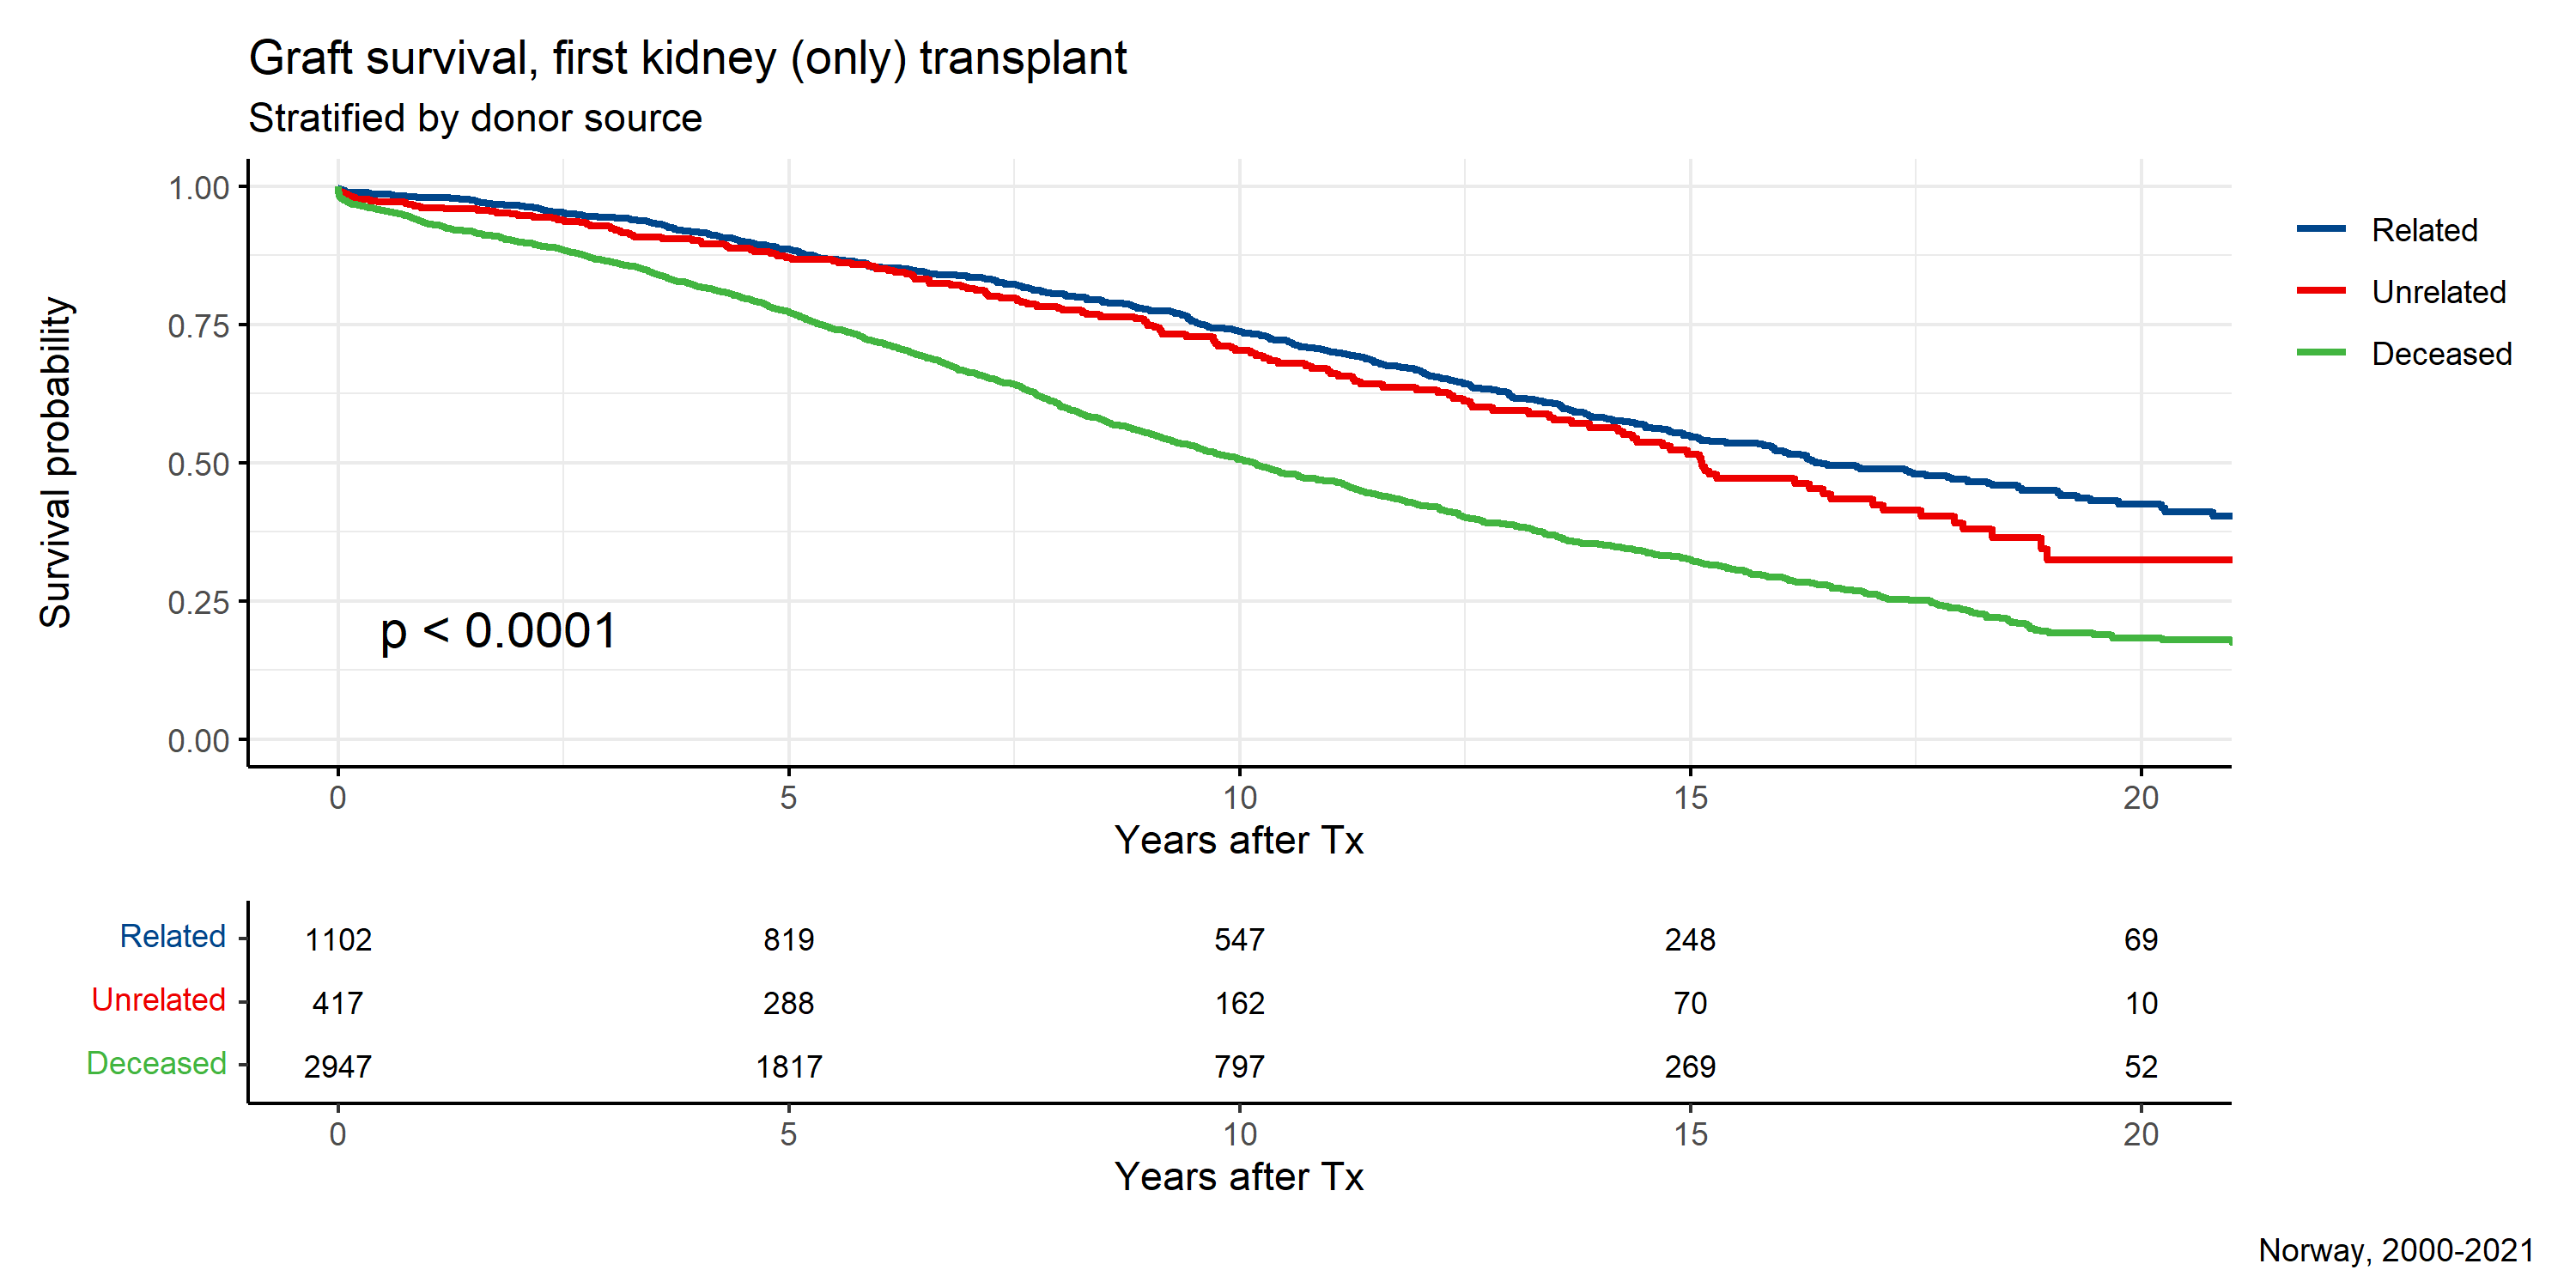 Graft survival, first kidney (only) transplant
Stratified by donor source
Survival probability
1.00
0.75
0.50
0.25
0.00
p < 0.0001
Related
Unrelated
Deceased
0 5 10 15 20
Years after Tx
Related 1102 819 547 248 69
Unrelated 417 288 162 70 10
Deceased 2947 1817 797 269 52
0 5 10 15 20
Years after Tx
Norway, 2000-2021